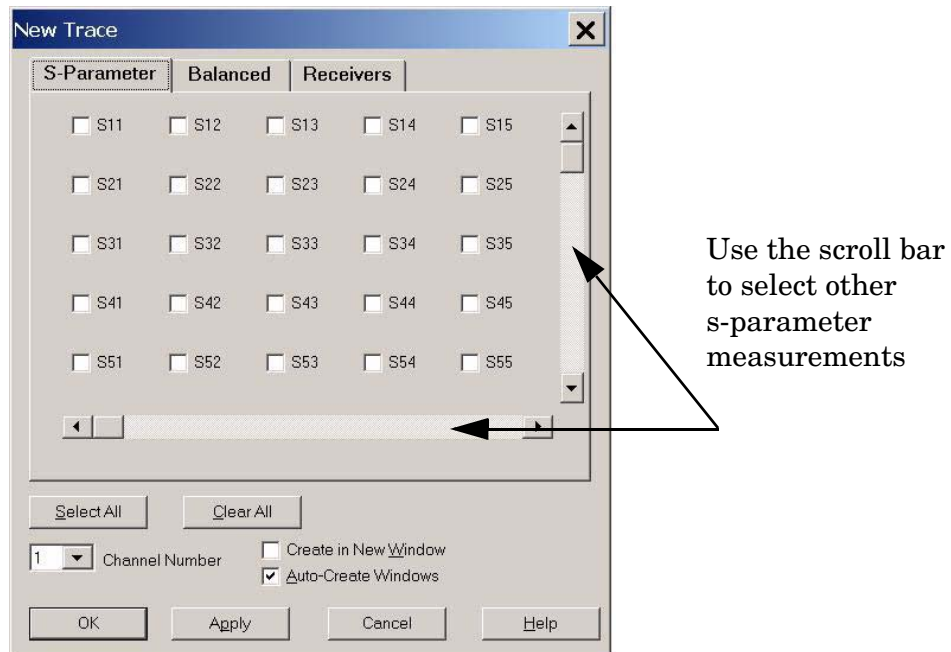 New Trace
S-Parameter Balanced Receivers
S11 S12 S13 S14 S15
S21 S22 S23 S24 S25
S31 S32 S33 S34 S35
S41 S42 S43 S44 S45
S51 S52 S53 S54 S55
Use the scroll bar
to select other
s-parameter
measurements
Select All Clear All
1 Channel Number
Create in New Window
Auto-Create Windows
OK Apply Cancel Help